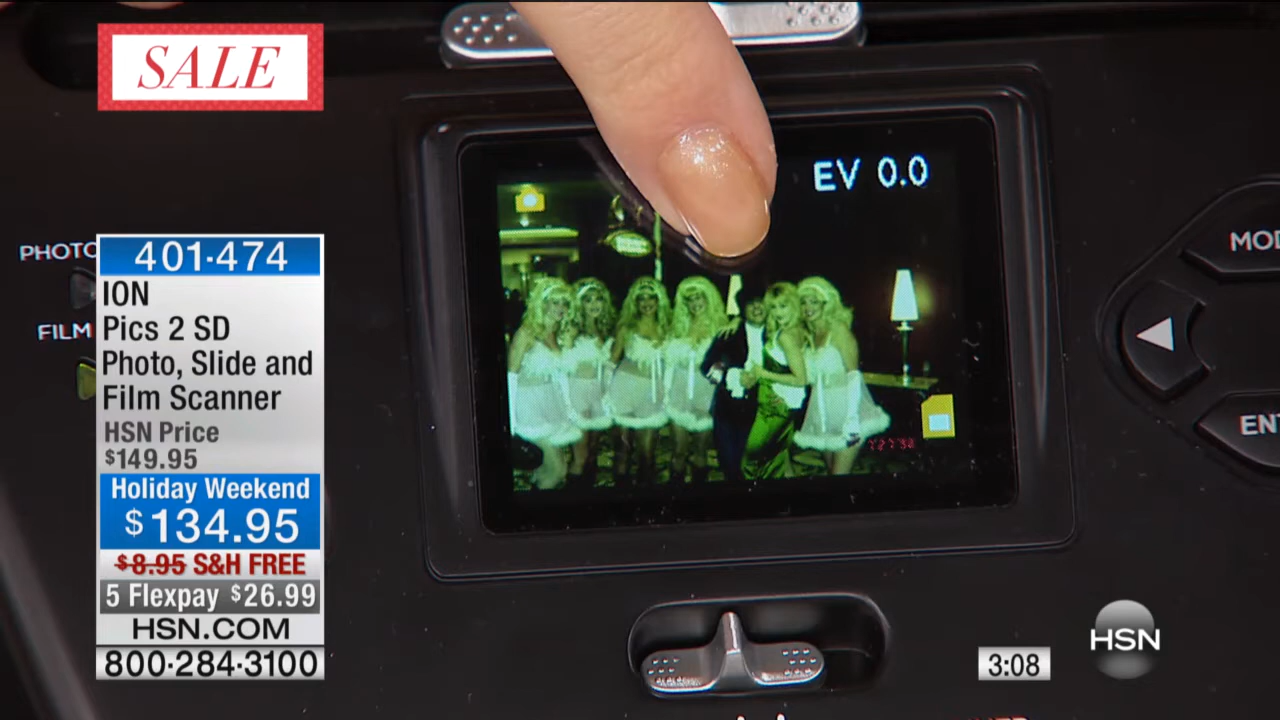 SALE
EV 0.0
PHOTO
FILM
401-474
ION
Pics 2 SD
Photo, Slide and
Film Scanner
HSN Price
$149.95
Holiday Weekend
$134.95
$8.95 S&H FREE
5 Flexpay $26.99
HSN.COM
800-284-3100
MOD
ENT
3:08
HSN